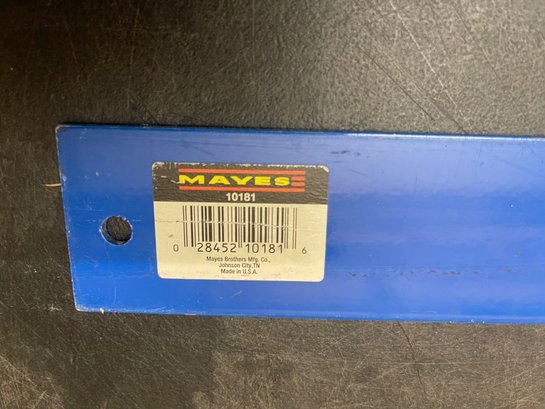 MAYES
10181
0 28452 10181 6
Mayes Brothers Mfg. Co.,
Johnson City,TN
Made in U.S.A.